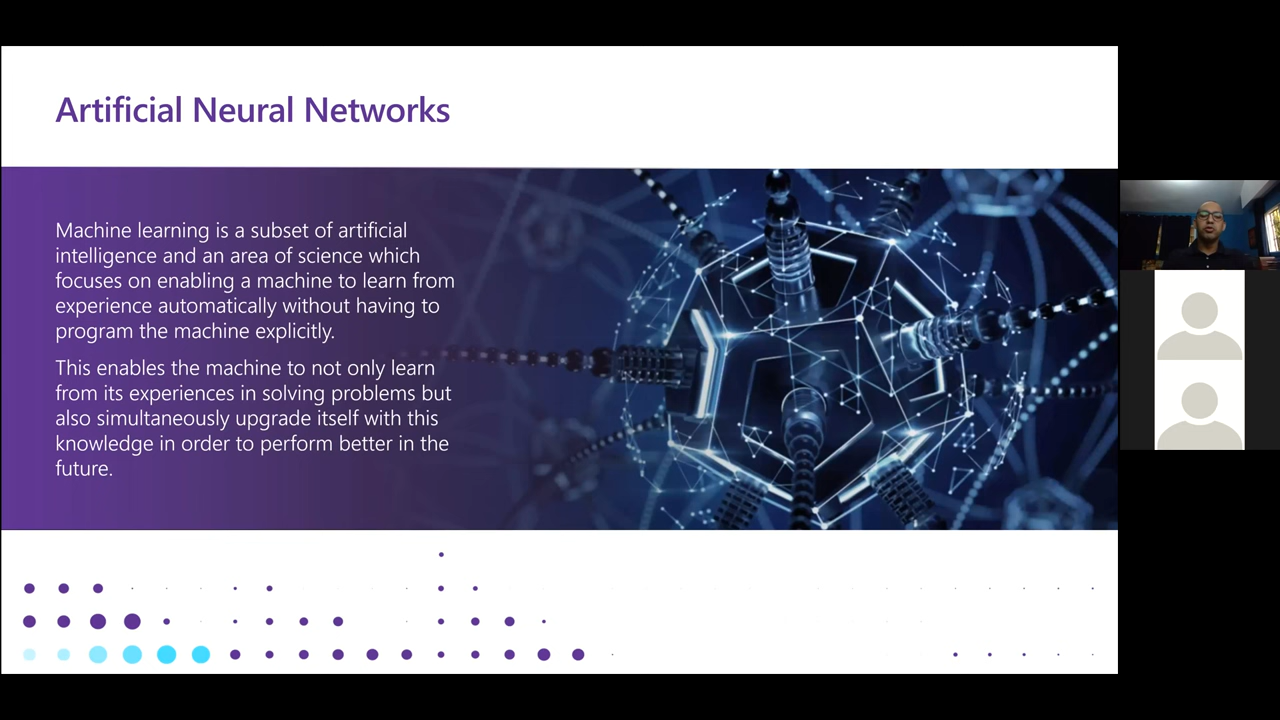 Artificial Neural Networks
Machine learning is a subset of artificial
intelligence and an area of science which
focuses on enabling a machine to learn from
experience automatically without having to
program the machine explicitly.
This enables the machine to not only learn
from its experiences in solving problems but
also simultaneously upgrade itself with this
knowledge in order to perform better in the
future.